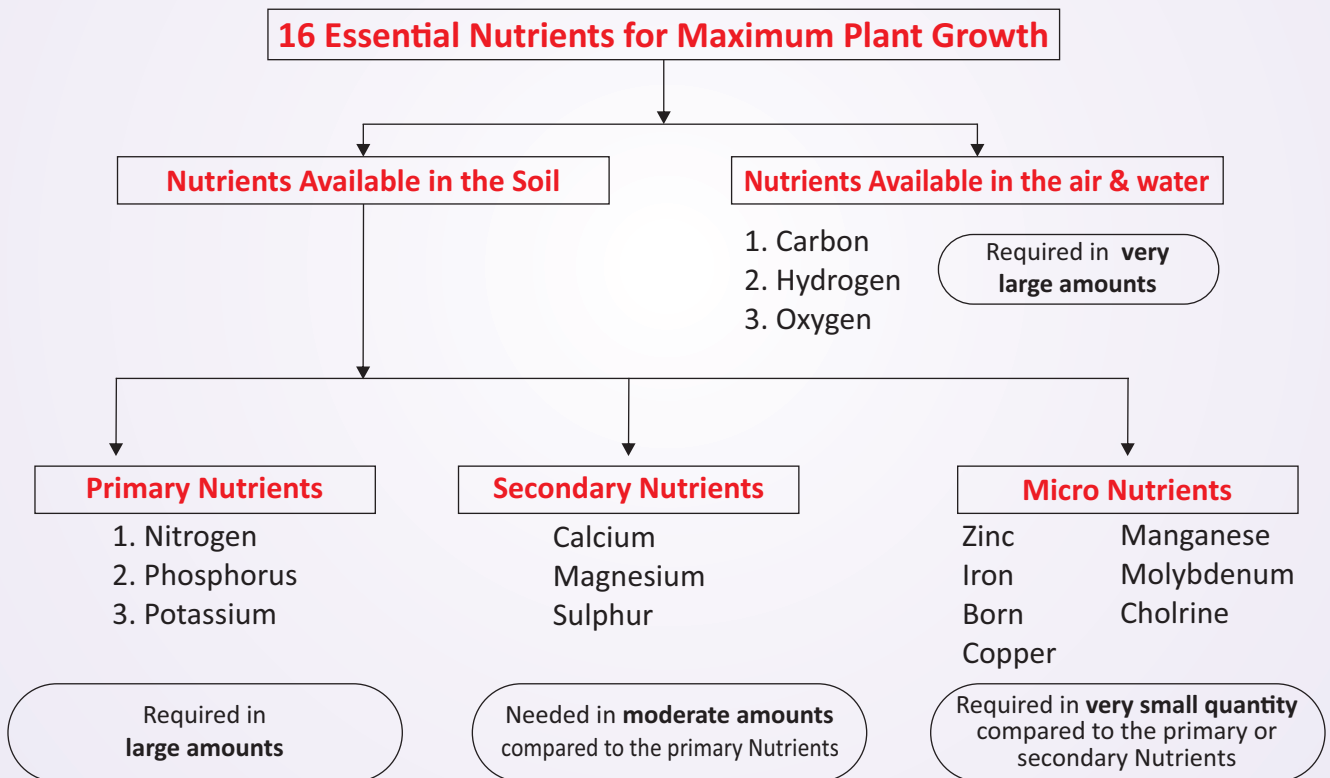 16 Essential Nutrients for Maximum Plant Growth
Nutrients Available in the Soil
Nutrients Available in the air & water
1. Carbon
2. Hydrogen
3. Oxygen
Required in very
large amounts
Primary Nutrients
1. Nitrogen
2. Phosphorus
3. Potassium
Required in
large amounts
Secondary Nutrients
Calcium
Magnesium
Sulphur
Needed in moderate amounts
compared to the primary Nutrients
Micro Nutrients
Zinc
Iron
Born
Copper
Manganese
Molybdenum
Cholrine
Required in very small quantity
compared to the primary or
secondary Nutrients